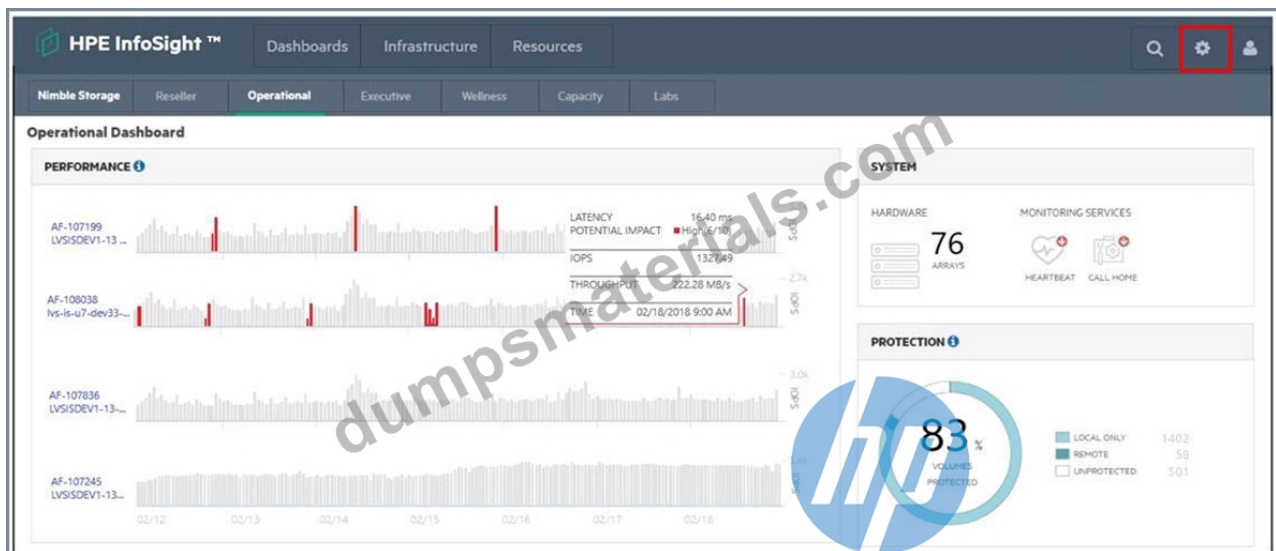 HPE InfoSight ™
Dashboards
Infrastructure
Resources
Nimble Storage
Reseller
Operational
Executive
Wellness
Capacity
Labs
Operational Dashboard
PERFORMANCE
AF-107199
LVSISDEV1-13 ...
LATENCY 16.40 ms
POTENTIAL IMPACT High(6/10)
IOPS 1327.49
THROUGHPUT 222.28 MB/s
TIME 02/18/2018 9:00 AM
IOPS
AF-108038
lvs-is-u7-dev33-...
2.7k
IOPS
AF-107836
LVSISDEV1-13-...
3.0k
IOPS
AF-107245
LVSISDEV1-13...
3.4k
IOPS
02/12 02/13 02/14 02/15 02/16 02/17 02/18
SYSTEM
HARDWARE
76
ARRAYS
MONITORING SERVICES
HEARTBEAT
CALL HOME
PROTECTION
83 %
VOLUMES
PROTECTED
LOCAL ONLY 1402
REMOTE 58
UNPROTECTED 501
dumpsmaterials.com
hp